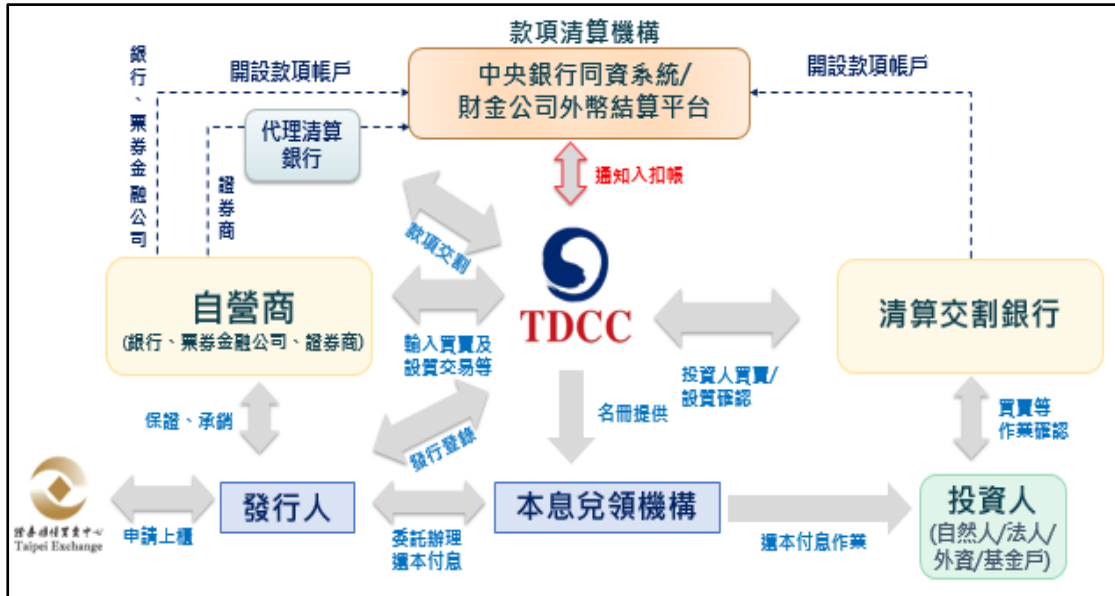 款項清算機構
中央銀行同資系統/
財金公司外幣結算平台
開設款項帳戶
開設款項帳戶
銀行、票券金融公司
代理清算
銀行
證券商
通知入扣帳
款項交割
自營商
(銀行、票券金融公司、證券商)
TDCC
清算交割銀行
輸入買賣及
設質交易等
投資人買賣/
設質確認
保證、承銷
發行登錄
名冊提供
買賣等
作業確認
證券櫃檯買賣中心
Taipei Exchange
申請上櫃
發行人
委託辦理
還本付息
本息兌領機構
還本付息作業
投資人
(自然人/法人/
外資/基金戶)